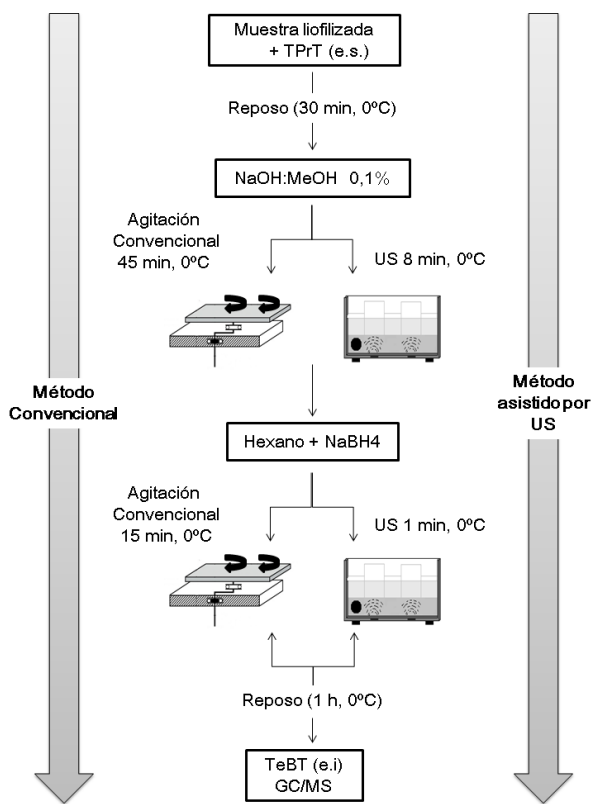 Muestra liofilizada
+ TPrT (e.s.)
Reposo (30 min, 0ºC)
NaOH:MeOH 0,1%
Agitación
Convencional
45 min, 0ºC
US 8 min, 0ºC
Método
Convencional
Método
asistido por
US
Hexano + NaBH4
Agitación
Convencional
15 min, 0ºC
US 1 min, 0ºC
Reposo (1 h, 0ºC)
TeBT (e.i)
GC/MS